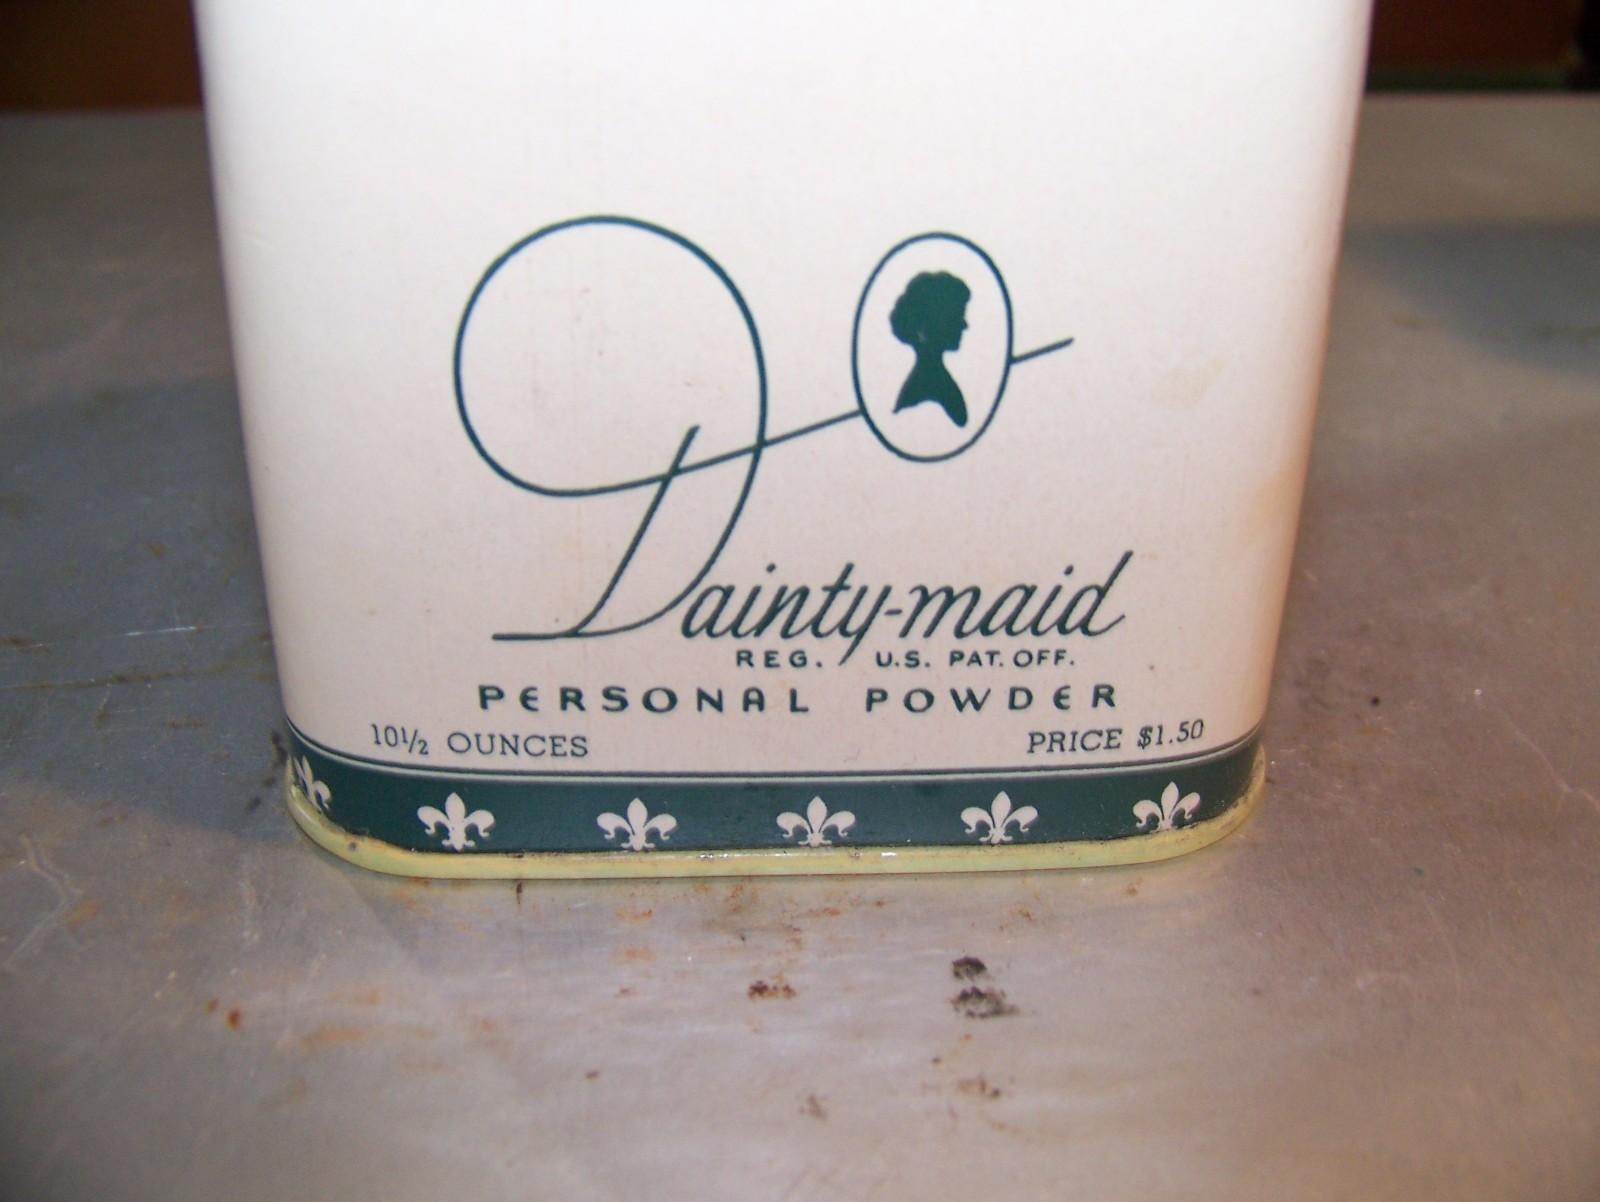 Dainty-maid
REG. U.S. PAT. OFF.
PERSONAL POWDER
10½ OUNCES PRICE $1.50